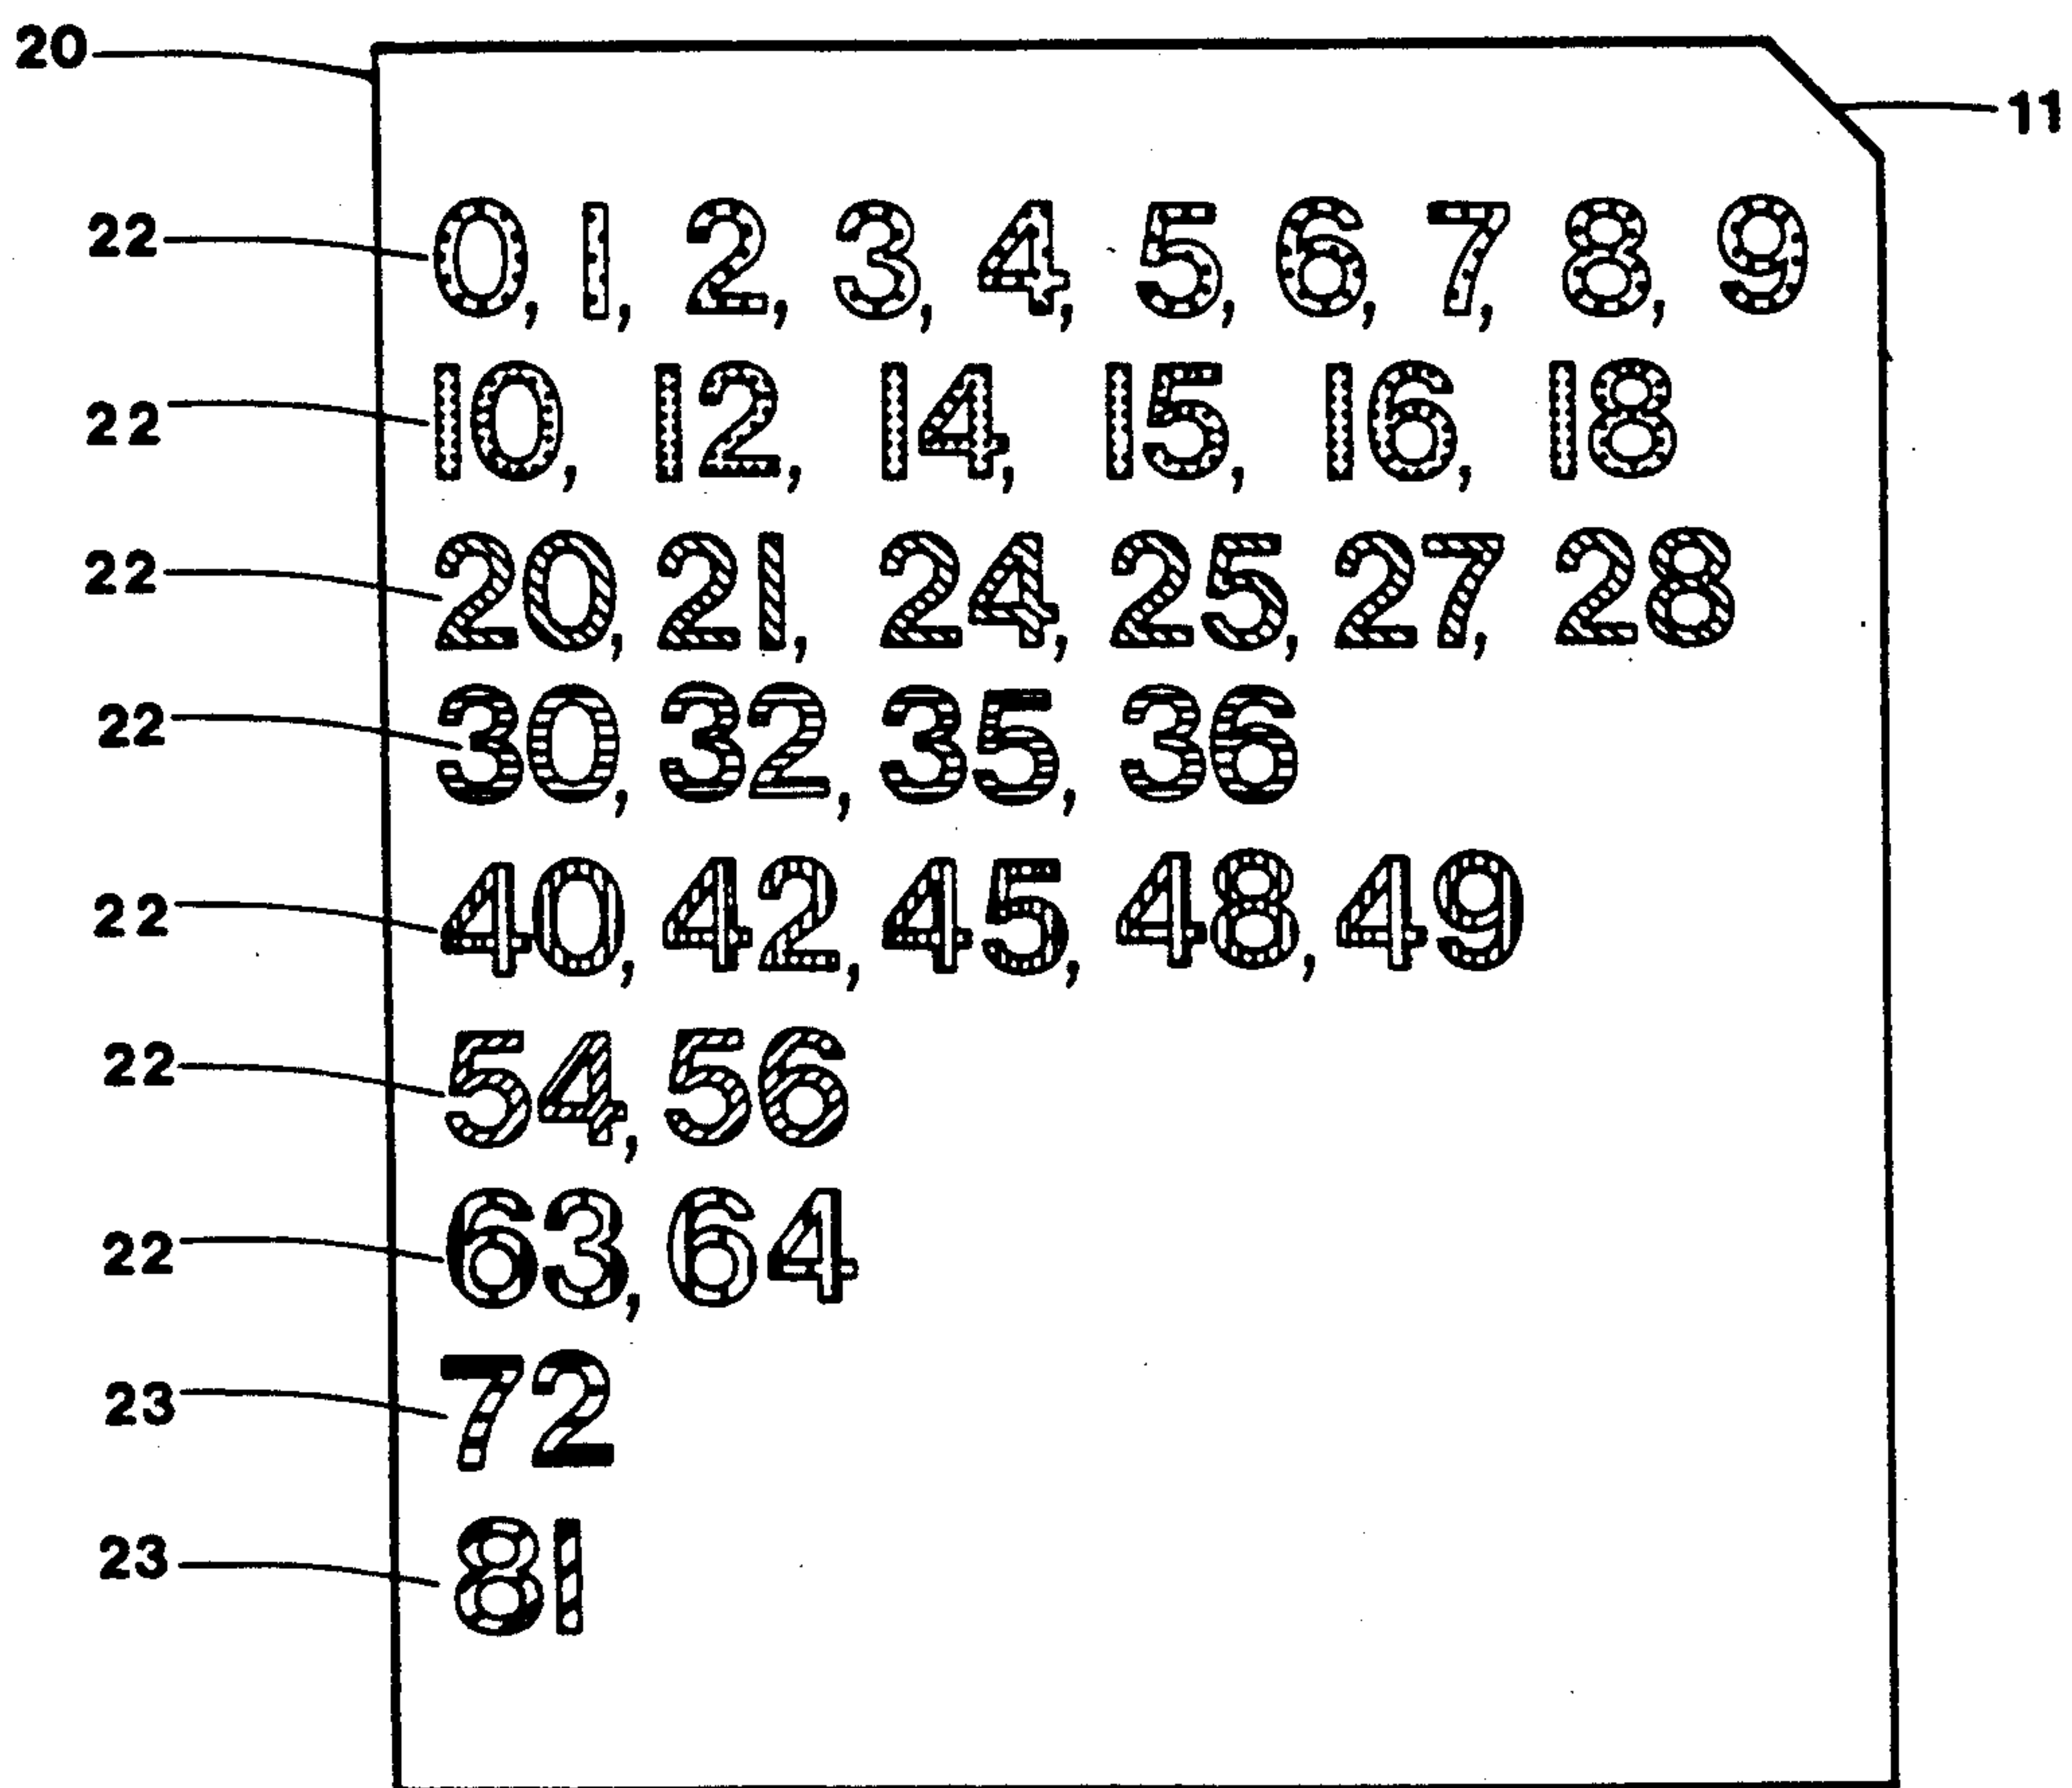 20
11
22 0, 1, 2, 3, 4, 5, 6, 7, 8, 9
22 10, 12, 14, 15, 16, 18
22 20, 21, 24, 25, 27, 28
22 30, 32, 35, 36
22 40, 42, 45, 48, 49
22 54, 56
22 63, 64
23 72
23 81